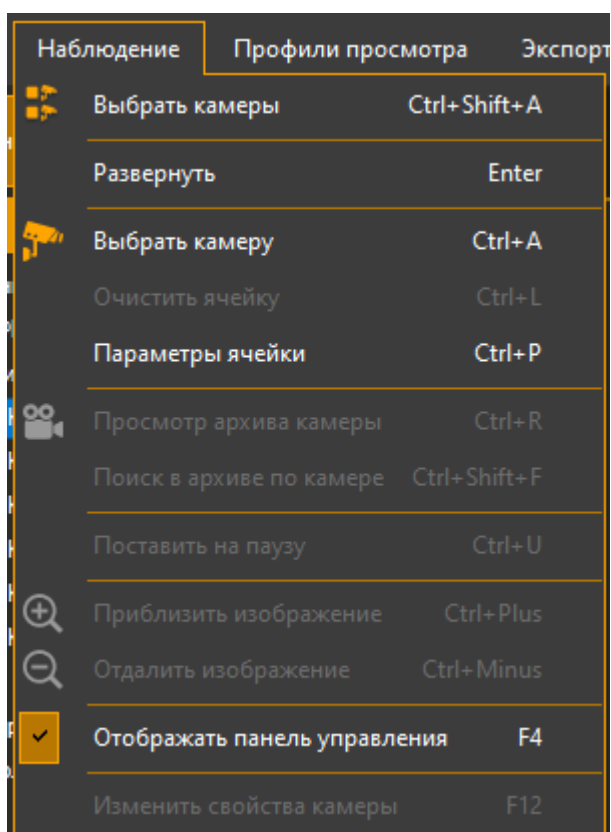 Наблюдение Профили просмотра Экспорт
Выбрать камеры Ctrl+Shift+A
Развернуть Enter
Выбрать камеру Ctrl+A
Очистить ячейку Ctrl+L
Параметры ячейки Ctrl+P
Просмотр архива камеры Ctrl+R
Поиск в архиве по камере Ctrl+Shift+F
Поставить на паузу Ctrl+U
Приблизить изображение Ctrl+Plus
Отдалить изображение Ctrl+Minus
Отображать панель управления F4
Изменить свойства камеры F12